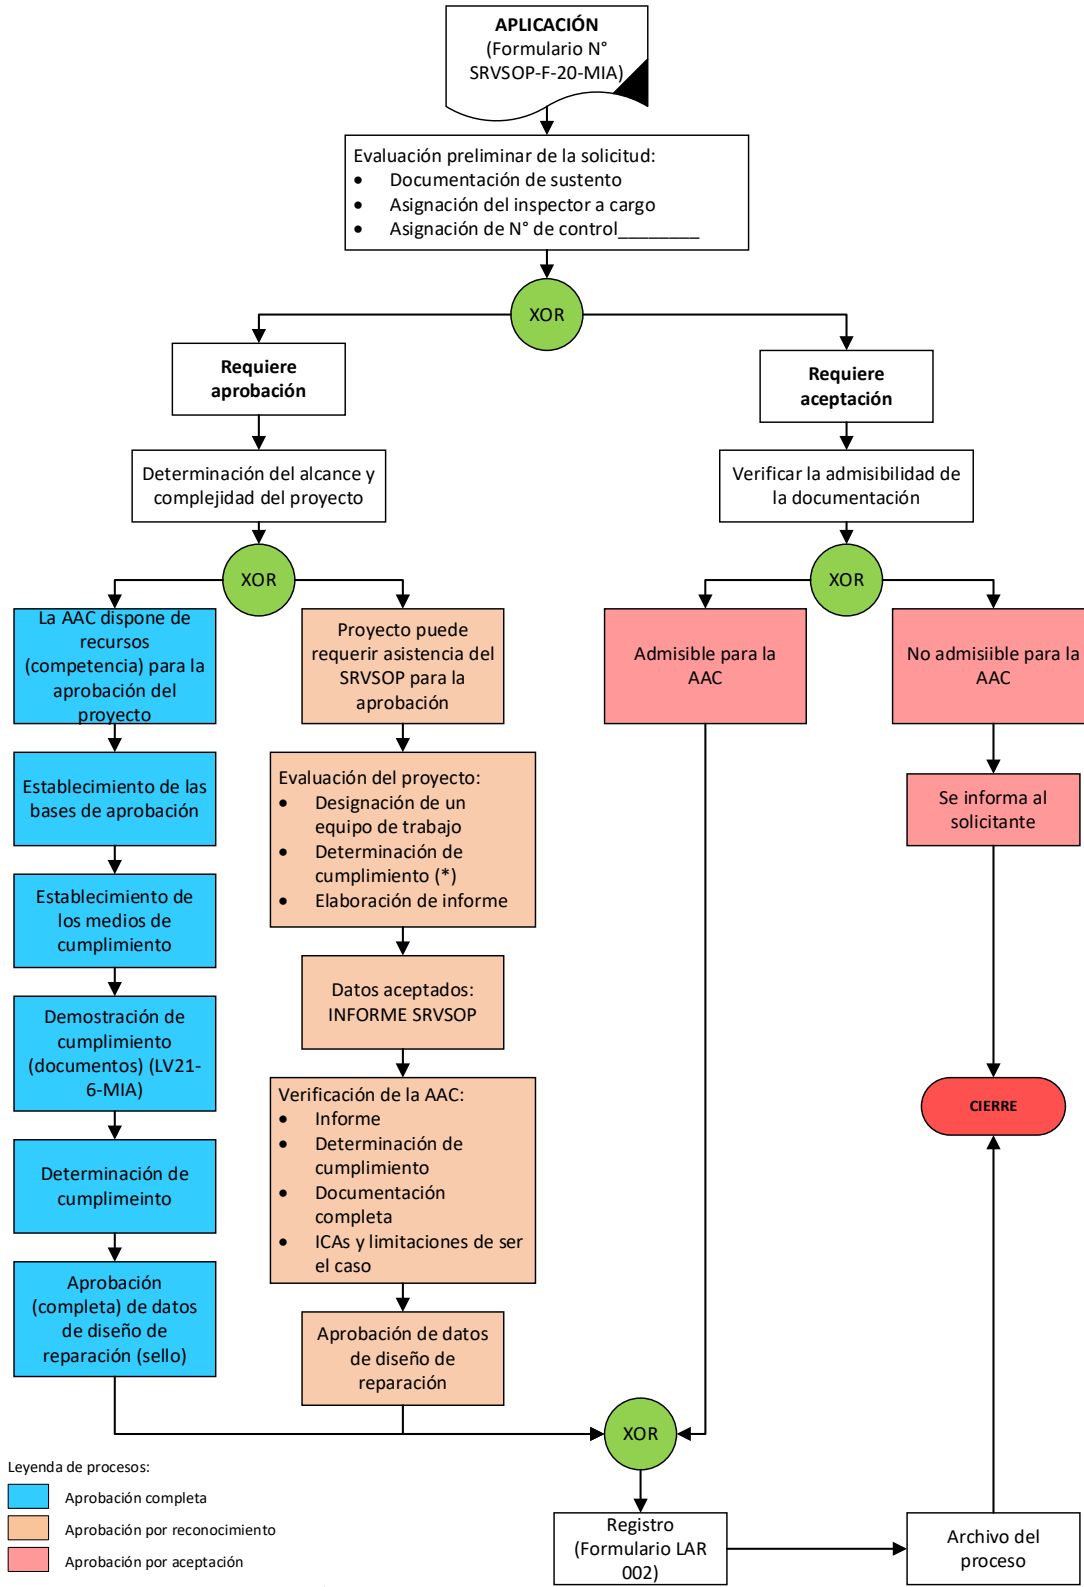 APLICACIÓN
(Formulario N°
SRVSOP-F-20-MIA)
Evaluación preliminar de la solicitud:
• Documentación de sustento
• Asignación del inspector a cargo
• Asignación de N° de control________
XOR
Requiere
aprobación
Requiere
aceptación
Determinación del alcance y
complejidad del proyecto
Verificar la admisibilidad de
la documentación
XOR
XOR
La AAC dispone de
recursos
(competencia) para la
aprobación del
proyecto
Proyecto puede
requerir asistencia del
SRVSOP para la
aprobación
Admisible para la
AAC
No admisiible para la
AAC
Establecimiento de las
bases de aprobación
Evaluación del proyecto:
• Designación de un
equipo de trabajo
• Determinación de
cumplimiento (*)
• Elaboración de informe
Se informa al
solicitante
Establecimiento de
los medios de
cumplimiento
Datos aceptados:
INFORME SRVSOP
Demostración de
cumplimiento
(documentos) (LV21-
6-MIA)
Verificación de la AAC:
• Informe
• Determinación de
cumplimiento
• Documentación
completa
• ICAs y limitaciones de ser
el caso
CIERRE
Determinación de
cumplimeinto
Aprobación
(completa) de datos
de diseño de
reparación (sello)
Aprobación de datos
de diseño de
reparación
XOR
Leyenda de procesos:
Aprobación completa
Aprobación por reconocimiento
Aprobación por aceptación
Registro
(Formulario LAR
002)
Archivo del
proceso